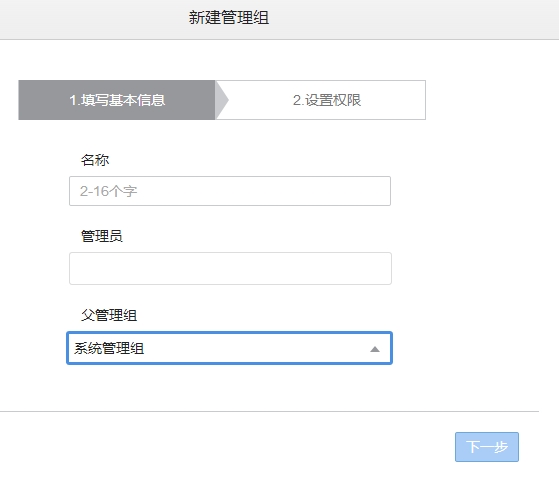 新建管理组
1.填写基本信息
2.设置权限
名称
2-16个字
管理员
父管理组
系统管理组
下一步